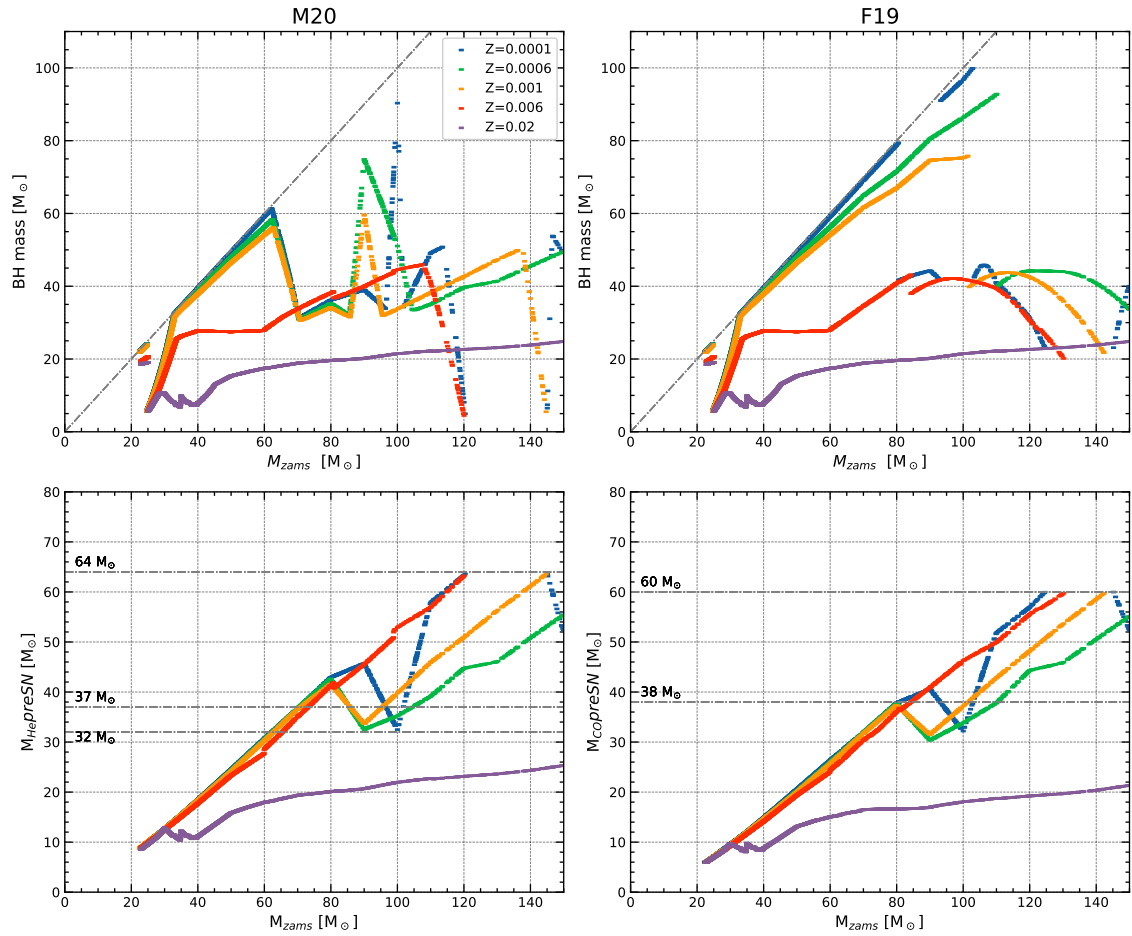 M20
F19
BH mass [M⊙]
100
80
60
40
20
0
0 20 40 60 80 100 120 140
M_zams [M⊙]
Z=0.0001
Z=0.0006
Z=0.001
Z=0.006
Z=0.02
BH mass [M⊙]
100
80
60
40
20
0
0 20 40 60 80 100 120 140
M_zams [M⊙]
M_HepreSN [M⊙]
80
70
60
50
40
30
20
10
0
64 M⊙
37 M⊙
32 M⊙
0 20 40 60 80 100 120 140
M_zams [M⊙]
M_COpreSN [M⊙]
80
70
60
50
40
30
20
10
0
60 M⊙
38 M⊙
0 20 40 60 80 100 120 140
M_zams [M⊙]